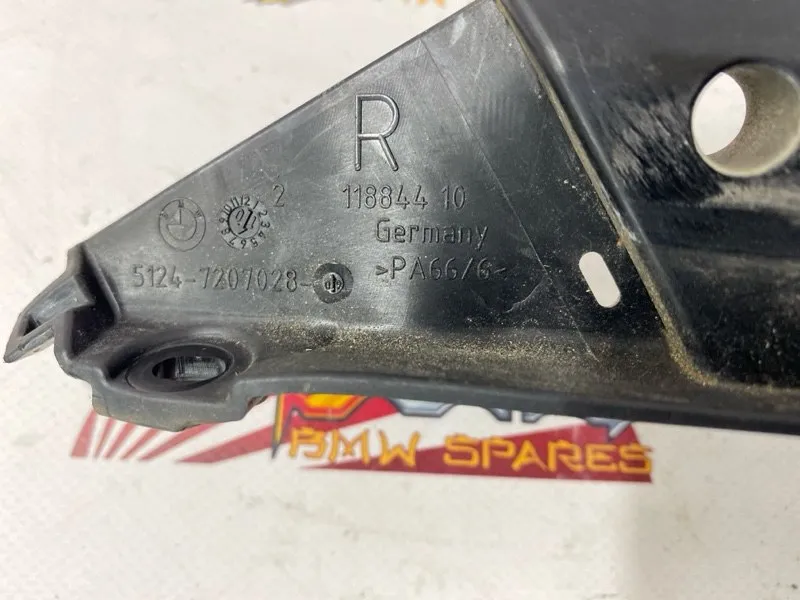 R
2
118844 10
Germany
5124-7207028-
>PA66/6<
BMW SPARES